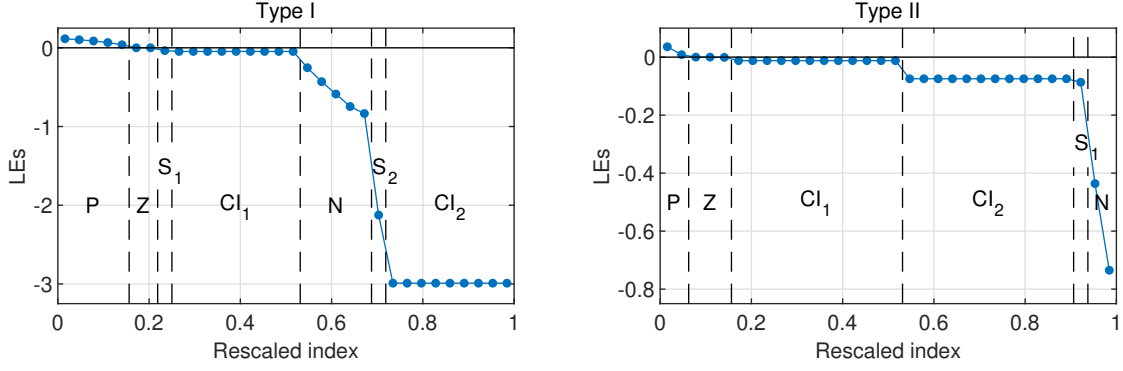 Type I
0
-1
-2
-3
LEs
P
Z
S1
CI1
N
S2
CI2
0
0.2
0.4
0.6
0.8
1
Rescaled index
Type II
0
-0.2
-0.4
-0.6
-0.8
LEs
P
Z
CI1
CI2
S1
N
0
0.2
0.4
0.6
0.8
1
Rescaled index